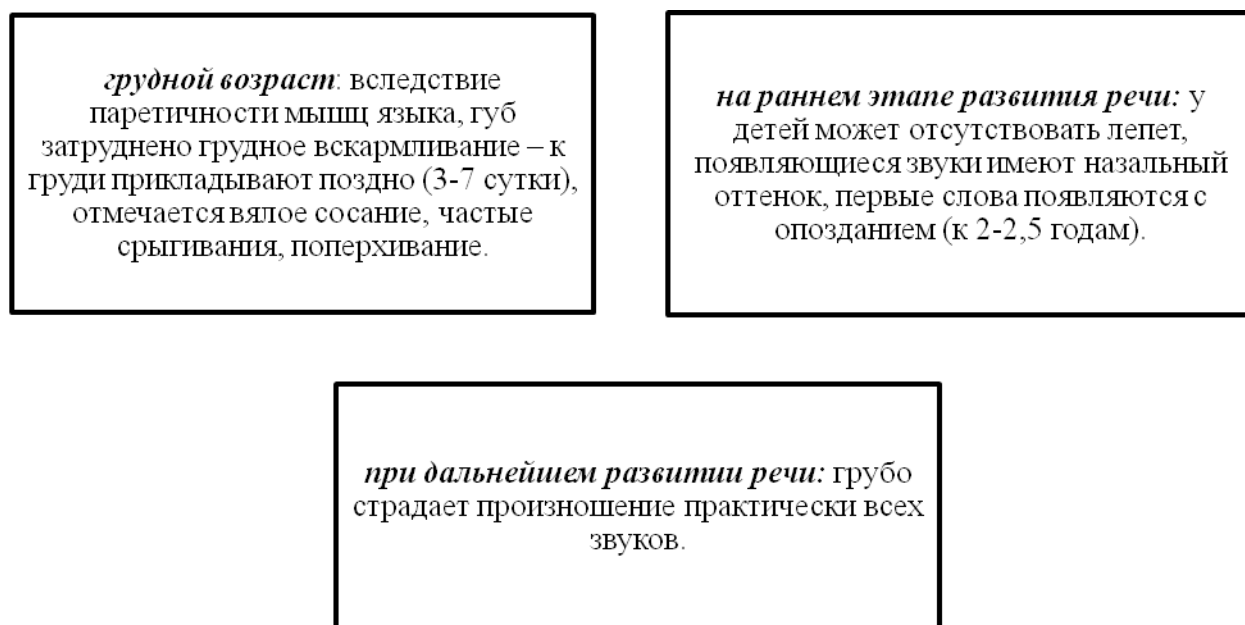 грудной возраст: вследствие
паретичности мышц языка, губ
затруднено грудное вскармливание – к
груди прикладывают поздно (3-7 сутки),
отмечается вялое сосание, частые
срыгивания, поперхивание.
на раннем этапе развития речи: у
детей может отсутствовать лепет,
появляющиеся звуки имеют назальный
оттенок, первые слова появляются с
опозданием (к 2-2,5 годам).
при дальнейшем развитии речи: грубо
страдает произношение практически всех
звуков.